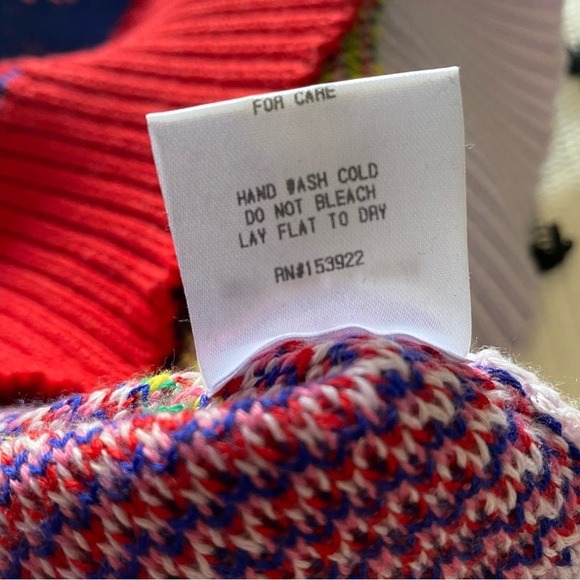 FOR CARE
HAND WASH COLD
DO NOT BLEACH
LAY FLAT TO DRY
RN#153922